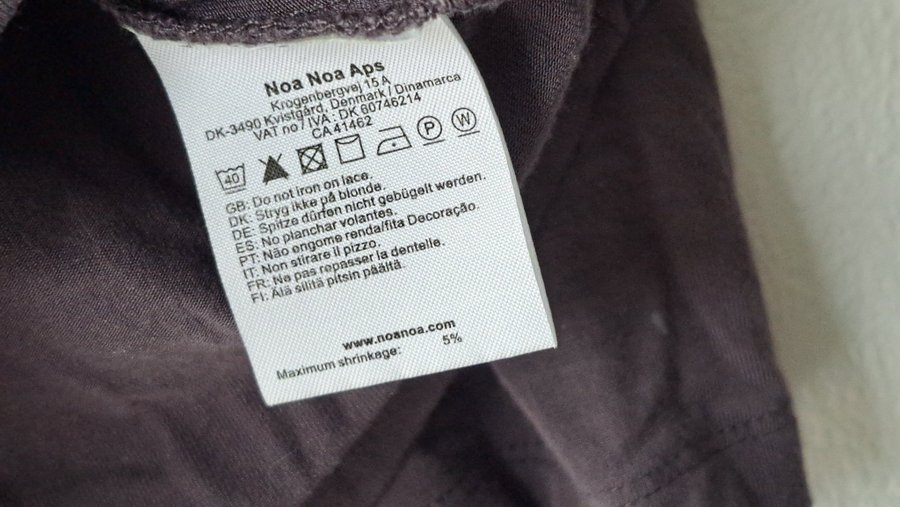 Noa Noa Aps
Krogenbergvej 15 A
DK-3490 Kvistgård, Denmark / Dinamarca
VAT no / IVA: DK 60746214
CA 41462
40 P W
GB: Do not iron on lace.
DK: Stryg ikke på blonde.
DE: Spitze dürfen nicht gebügelt werden.
ES: No planchar volantes.
PT: Não engome renda/fita Decoração.
IT: Non stirare il pizzo.
FR: Ne pas repasser la dentelle.
FI: Älä silitä pitsin päältä.
www.noanoa.com
Maximum shrinkage: 5%